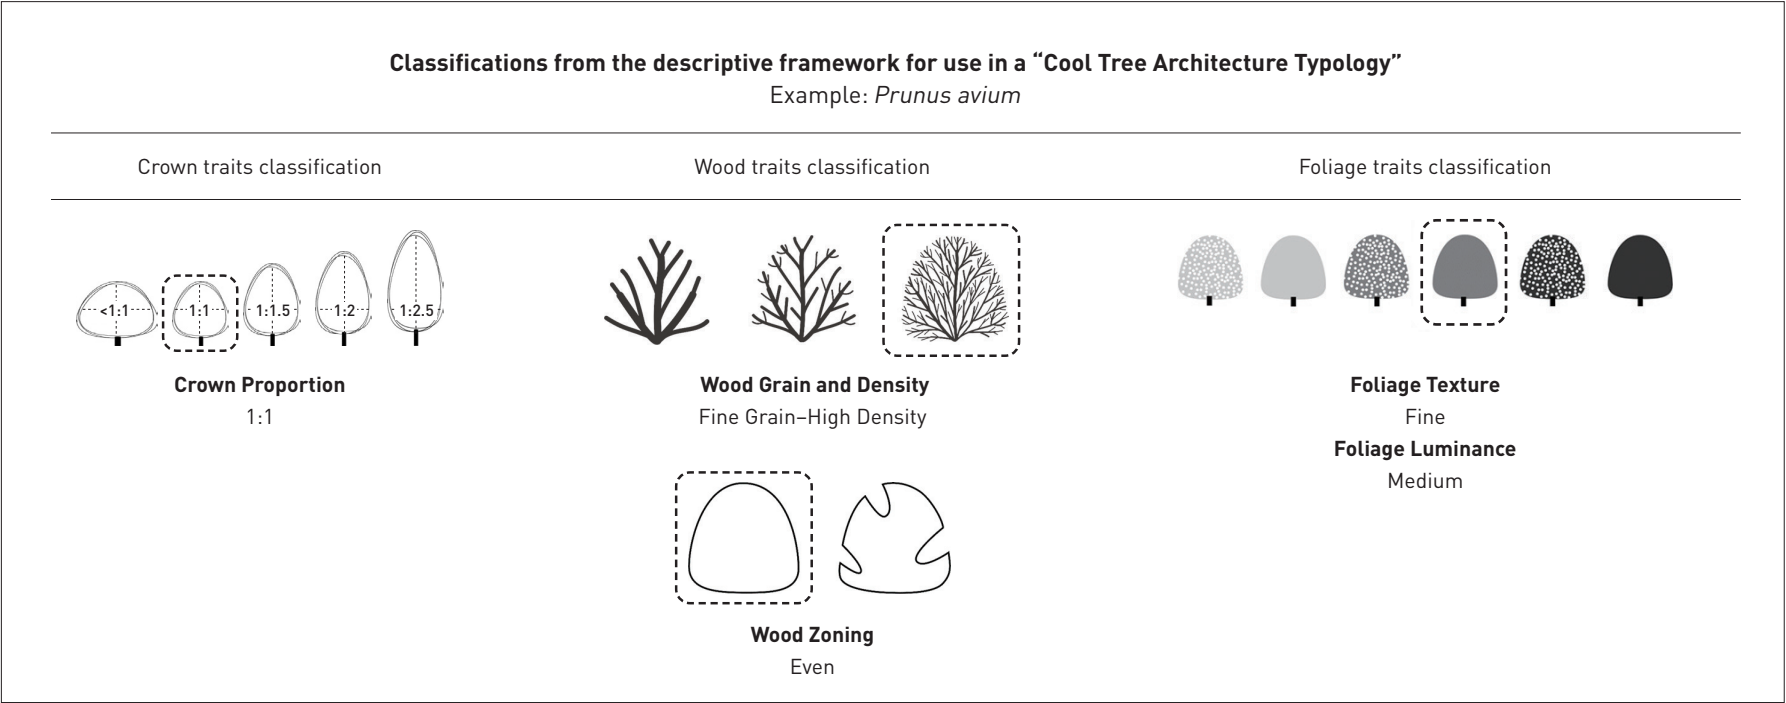 Classifications from the descriptive framework for use in a “Cool Tree Architecture Typology”
Example: Prunus avium
Crown traits classification
Wood traits classification
Foliage traits classification
<1:1
1:1
1:1.5
1:2
1:2.5
Crown Proportion
1:1
Wood Grain and Density
Fine Grain–High Density
Wood Zoning
Even
Foliage Texture
Fine
Foliage Luminance
Medium